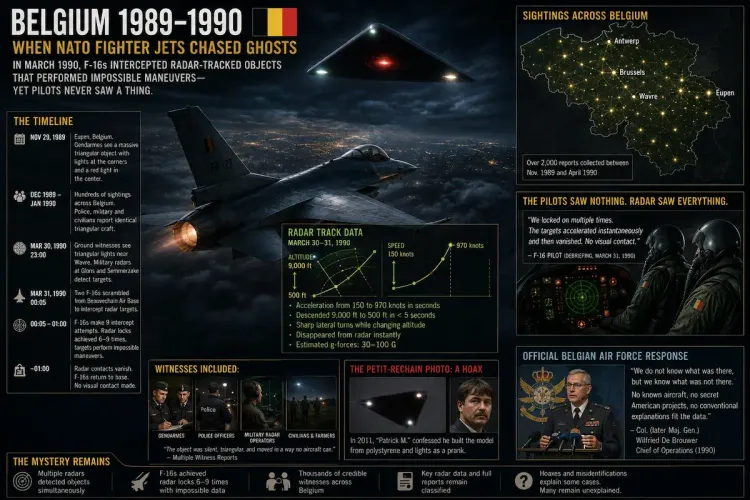 BELGIUM 1989–1990
WHEN NATO FIGHTER JETS CHASED GHOSTS
IN MARCH 1990, F-16s INTERCEPTED RADAR-TRACKED OBJECTS
THAT PERFORMED IMPOSSIBLE MANEUVERS—
YET PILOTS NEVER SAW A THING.
THE TIMELINE
NOV 29, 1989
Eupen, Belgium.
Gendarmes see a massive
triangular object with
lights at the corners
and a red light in
the center.
DEC 1989 –
JAN 1990
Hundreds of sightings
across Belgium.
Police, military and
civilians report identical
triangular craft.
MAR 30, 1990
23:00
Ground witnesses see
triangular lights near
Wavre. Military radars
at Glons and Semmerzake
detect targets.
MAR 31, 1990
00:05
Two F-16s scrambled
from Beauvechain Air Base
to intercept radar targets.
00:05 – 01:00
F-16s make 9 intercept
attempts. Radar locks
achieved 6–9 times,
targets perform impossible
maneuvers.
~01:00
Radar contacts vanish.
F-16s return to base.
No visual contact made.
RADAR TRACK DATA
MARCH 30–31, 1990
ALTITUDE
9,000 ft
500 ft
SPEED
150 knots
970 knots
• Acceleration from 150 to 970 knots in seconds
• Descended 9,000 ft to 500 ft in < 5 seconds
• Sharp lateral turns while changing altitude
• Disappeared from radar instantly
• Estimated g-forces: 30–100 G
SIGHTINGS ACROSS BELGIUM
Antwerp
Brussels
Wavre
Eupen
Over 2,000 reports collected between
Nov. 1989 and April 1990
THE PILOTS SAW NOTHING. RADAR SAW EVERYTHING.
"We locked on multiple times.
The targets accelerated instantaneously
and then vanished. No visual contact."
– F-16 PILOT (DEBRIEFING, MARCH 31, 1990)
WITNESSES INCLUDED:
Police
GENDARMES
POLICE OFFICERS
MILITARY RADAR
OPERATORS
CIVILIANS & FARMERS
"The object was silent, triangular, and moved in a way no aircraft can."
– Multiple Witness Reports
THE PETIT-RECHAIN PHOTO: A HOAX
In 2011, "Patrick M." confessed he built the model
from polystyrene and lights as a prank.
OFFICIAL BELGIAN AIR FORCE RESPONSE
"We do not know what was there,
but we know what was not there.
No known aircraft, no secret
American projects, no conventional
explanations fit the data."
– Col. (later Maj. Gen.)
Wilfried De Brouwer
Chief of Operations (1990)
THE MYSTERY REMAINS
Multiple radars
detected objects
simultaneously
F-16s achieved
radar locks 6–9 times
with impossible data
Thousands of credible
witnesses across
Belgium
Key radar data and full
reports remain
classified
Hoaxes and misidentifications
explain some cases.
Many remain unexplained.